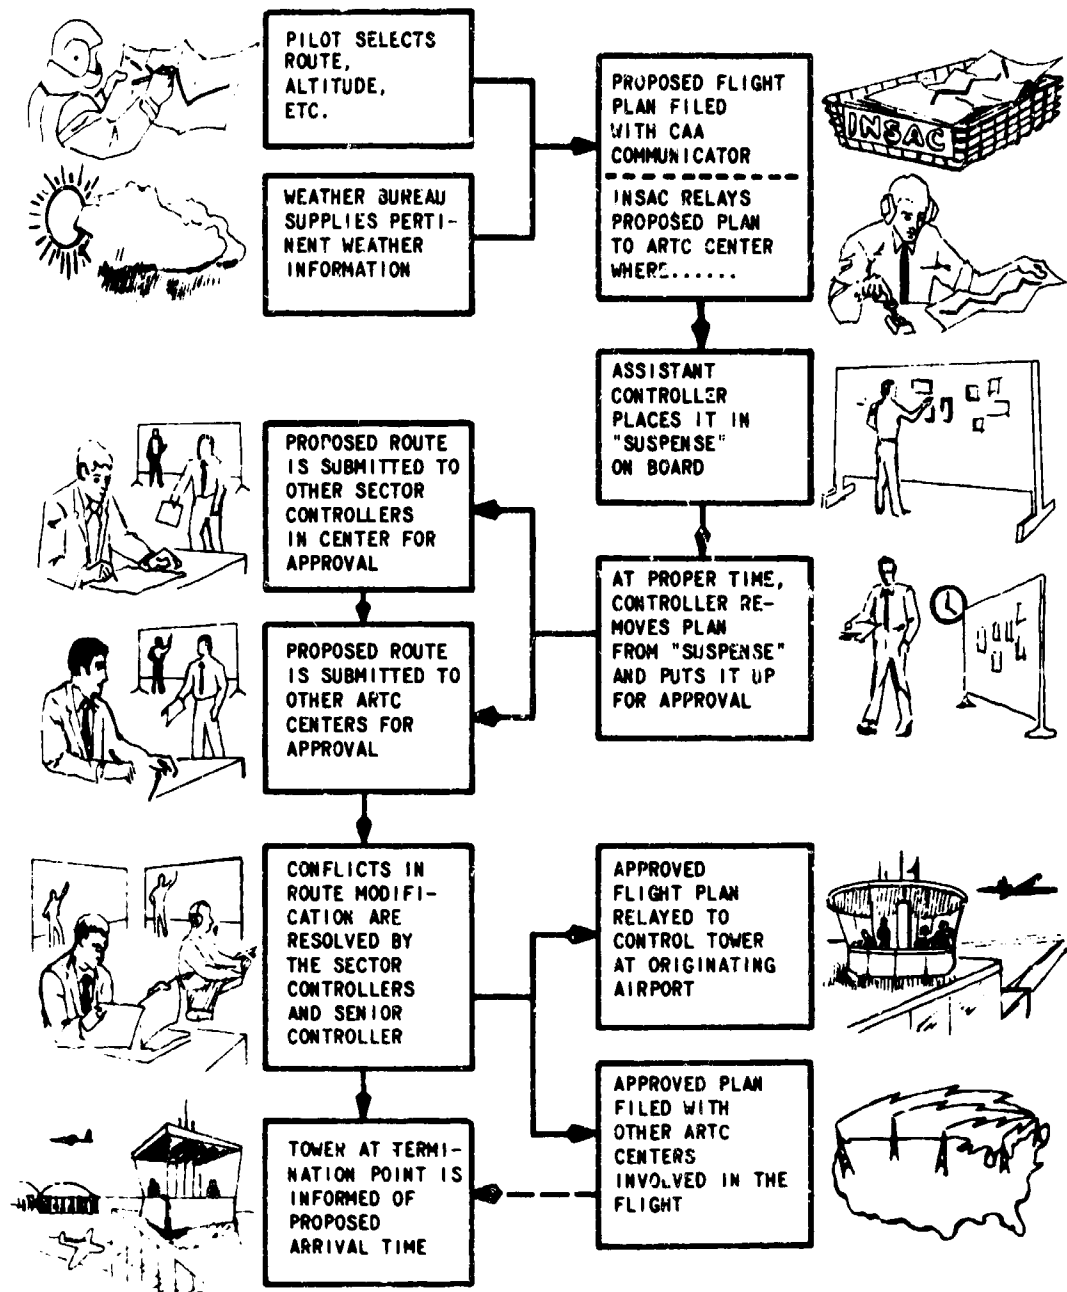 PILOT SELECTS
ROUTE,
ALTITUDE,
ETC.
WEATHER BUREAU
SUPPLIES PERTI-
NENT WEATHER
INFORMATION
PROPOSED FLIGHT
PLAN FILED
WITH CAA
COMMUNICATOR
INSAC RELAYS
PROPOSED PLAN
TO ARTC CENTER
WHERE......
INSAC
ASSISTANT
CONTROLLER
PLACES IT IN
"SUSPENSE"
ON BOARD
AT PROPER TIME,
CONTROLLER RE-
MOVES PLAN
FROM "SUSPENSE"
AND PUTS IT UP
FOR APPROVAL
PROPOSED ROUTE
IS SUBMITTED TO
OTHER SECTOR
CONTROLLERS
IN CENTER FOR
APPROVAL
PROPOSED ROUTE
IS SUBMITTED TO
OTHER ARTC
CENTERS FOR
APPROVAL
CONFLICTS IN
ROUTE MODIFI-
CATION ARE
RESOLVED BY
THE SECTOR
CONTROLLERS
AND SENIOR
CONTROLLER
APPROVED
FLIGHT PLAN
RELAYED TO
CONTROL TOWER
AT ORIGINATING
AIRPORT
APPROVED PLAN
FILED WITH
OTHER ARTC
CENTERS
INVOLVED IN THE
FLIGHT
TOWER AT TERMI-
NATION POINT IS
INFORMED OF
PROPOSED
ARRIVAL TIME